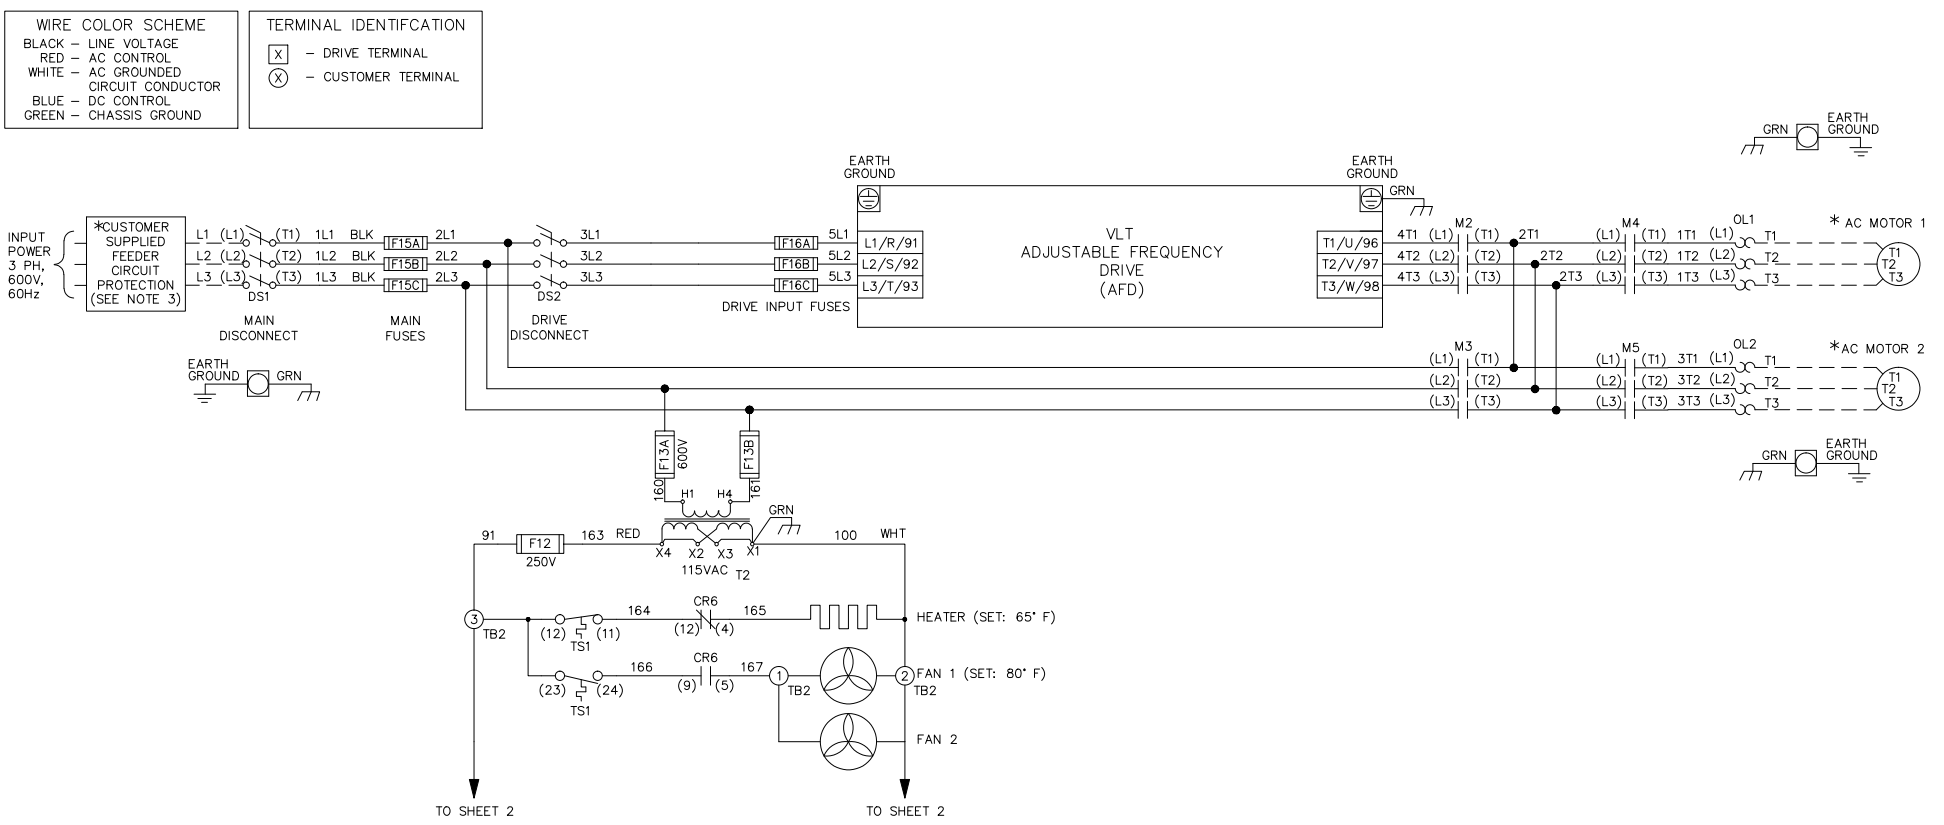 WIRE COLOR SCHEME
BLACK – LINE VOLTAGE
RED – AC CONTROL
WHITE – AC GROUNDED
CIRCUIT CONDUCTOR
BLUE – DC CONTROL
GREEN – CHASSIS GROUND
TERMINAL IDENTIFCATION
X – DRIVE TERMINAL
X – CUSTOMER TERMINAL
GRN
EARTH
GROUND
INPUT
POWER
3 PH,
600V,
60Hz
*CUSTOMER
SUPPLIED
FEEDER
CIRCUIT
PROTECTION
(SEE NOTE 3)
L1 (L1) (T1) 1L1 BLK F15A 2L1 3L1 F16A 5L1
L2 (L2) (T2) 1L2 BLK F15B 2L2 3L2 F16B 5L2
L3 (L3) (T3) 1L3 BLK F15C 2L3 3L3 F16C 5L3
DS1
MAIN
DISCONNECT
MAIN
FUSES
DS2
DRIVE
DISCONNECT
DRIVE INPUT FUSES
EARTH
GROUND
EARTH
GROUND
GRN
L1/R/91
L2/S/92
L3/T/93
VLT
ADJUSTABLE FREQUENCY
DRIVE
(AFD)
T1/U/96
T2/V/97
T3/W/98
M2
M4
OL1
* AC MOTOR 1
4T1 (L1) (T1) 2T1 (L1) (T1) 1T1 (L1) T1
4T2 (L2) (T2) 2T2 (L2) (T2) 1T2 (L2) T2
4T3 (L3) (T3) 2T3 (L3) (T3) 1T3 (L3) T3
T1
T2
T3
EARTH
GROUND
GRN
M3
M5
OL2
*AC MOTOR 2
(L1) (T1) (L1) (T1) 3T1 (L1) T1
(L2) (T2) (L2) (T2) 3T2 (L2) T2
(L3) (T3) (L3) (T3) 3T3 (L3) T3
T1
T2
T3
GRN
EARTH
GROUND
F13A
600V
F13B
160
H1
H4
161
GRN
91
F12
250V
163
RED
X4
X2
X3
X1
115VAC
T2
100
WHT
3
TB2
(12)
(11)
TS1
164
CR6
(12)
(4)
165
HEATER (SET: 65° F)
(23)
(24)
TS1
166
CR6
(9)
(5)
167
1
TB2
2
TB2
FAN 1 (SET: 80° F)
FAN 2
TO SHEET 2
TO SHEET 2